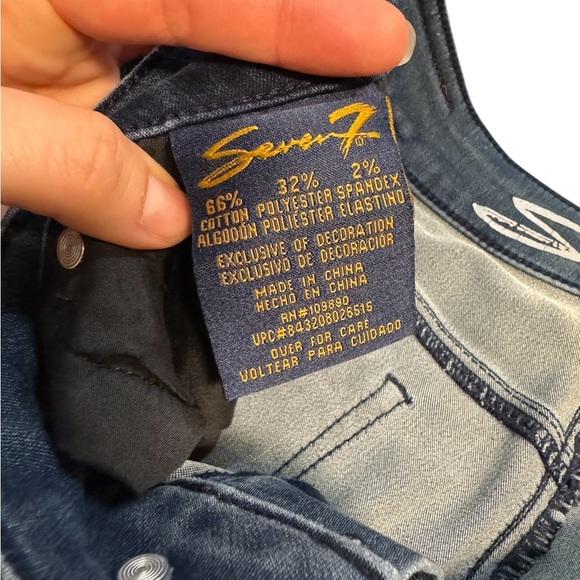 Seven7
66% 32% 2%
COTTON POLYESTER SPANDEX
ALGODÓN POLIÉSTER ELASTINO
EXCLUSIVE OF DECORATION
EXCLUSIVO DE DECORACIÓN
MADE IN CHINA
HECHO EN CHINA
RN#109890
UPC#843208026515
OVER FOR CARE
VOLTEAR PARA CUIDADO